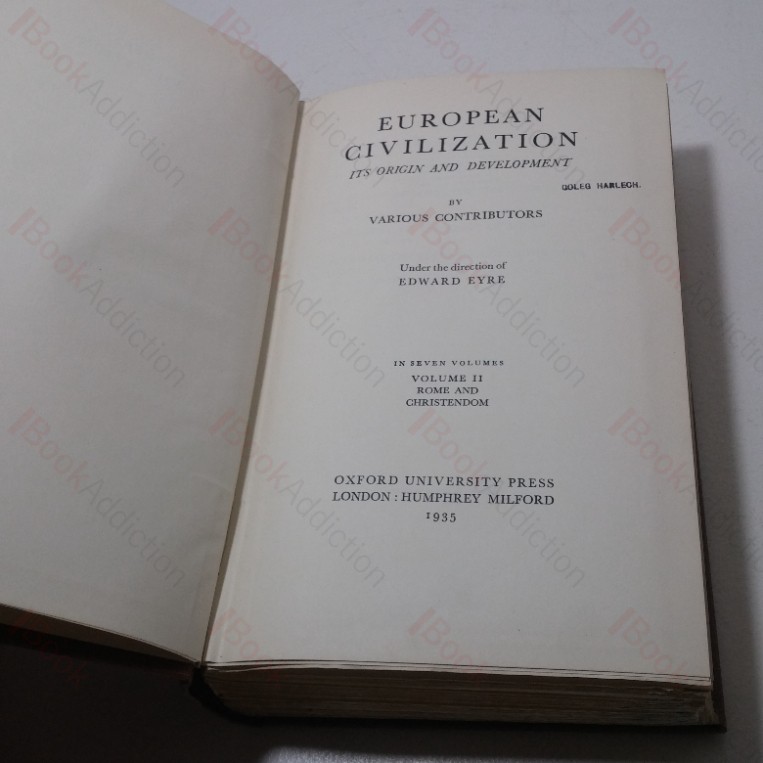 EUROPEAN
CIVILIZATION
ITS ORIGIN AND DEVELOPMENT
COLEG HARLECH.
BY
VARIOUS CONTRIBUTORS
Under the direction of
EDWARD EYRE
IN SEVEN VOLUMES
VOLUME II
ROME AND
CHRISTENDOM
OXFORD UNIVERSITY PRESS
LONDON : HUMPHREY MILFORD
1935
BookAddiction